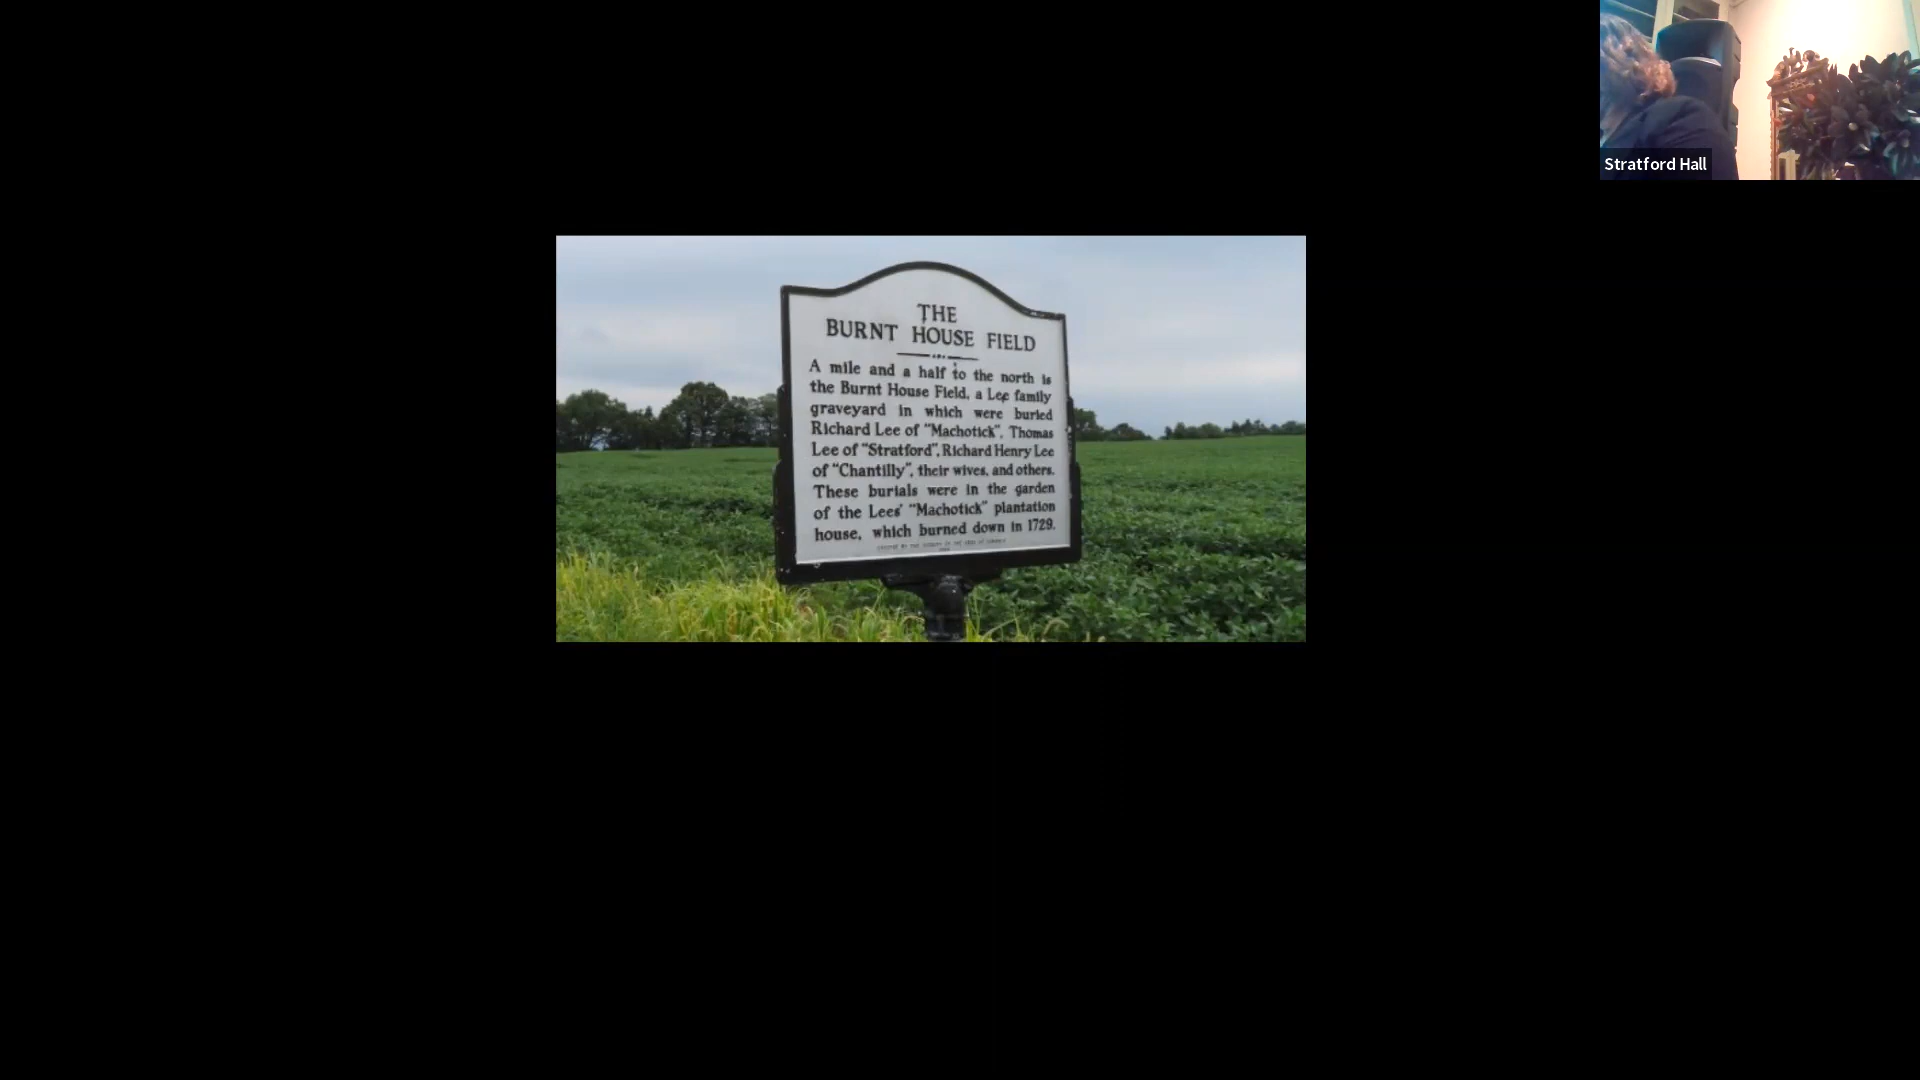 Stratford Hall
THE
BURNT HOUSE FIELD
A mile and a half to the north is
the Burnt House Field, a Lee family
graveyard in which were buried
Richard Lee of "Machotick", Thomas
Lee of "Stratford", Richard Henry Lee
of "Chantilly", their wives, and others.
These burials were in the garden
of the Lees' "Machotick" plantation
house, which burned down in 1729.